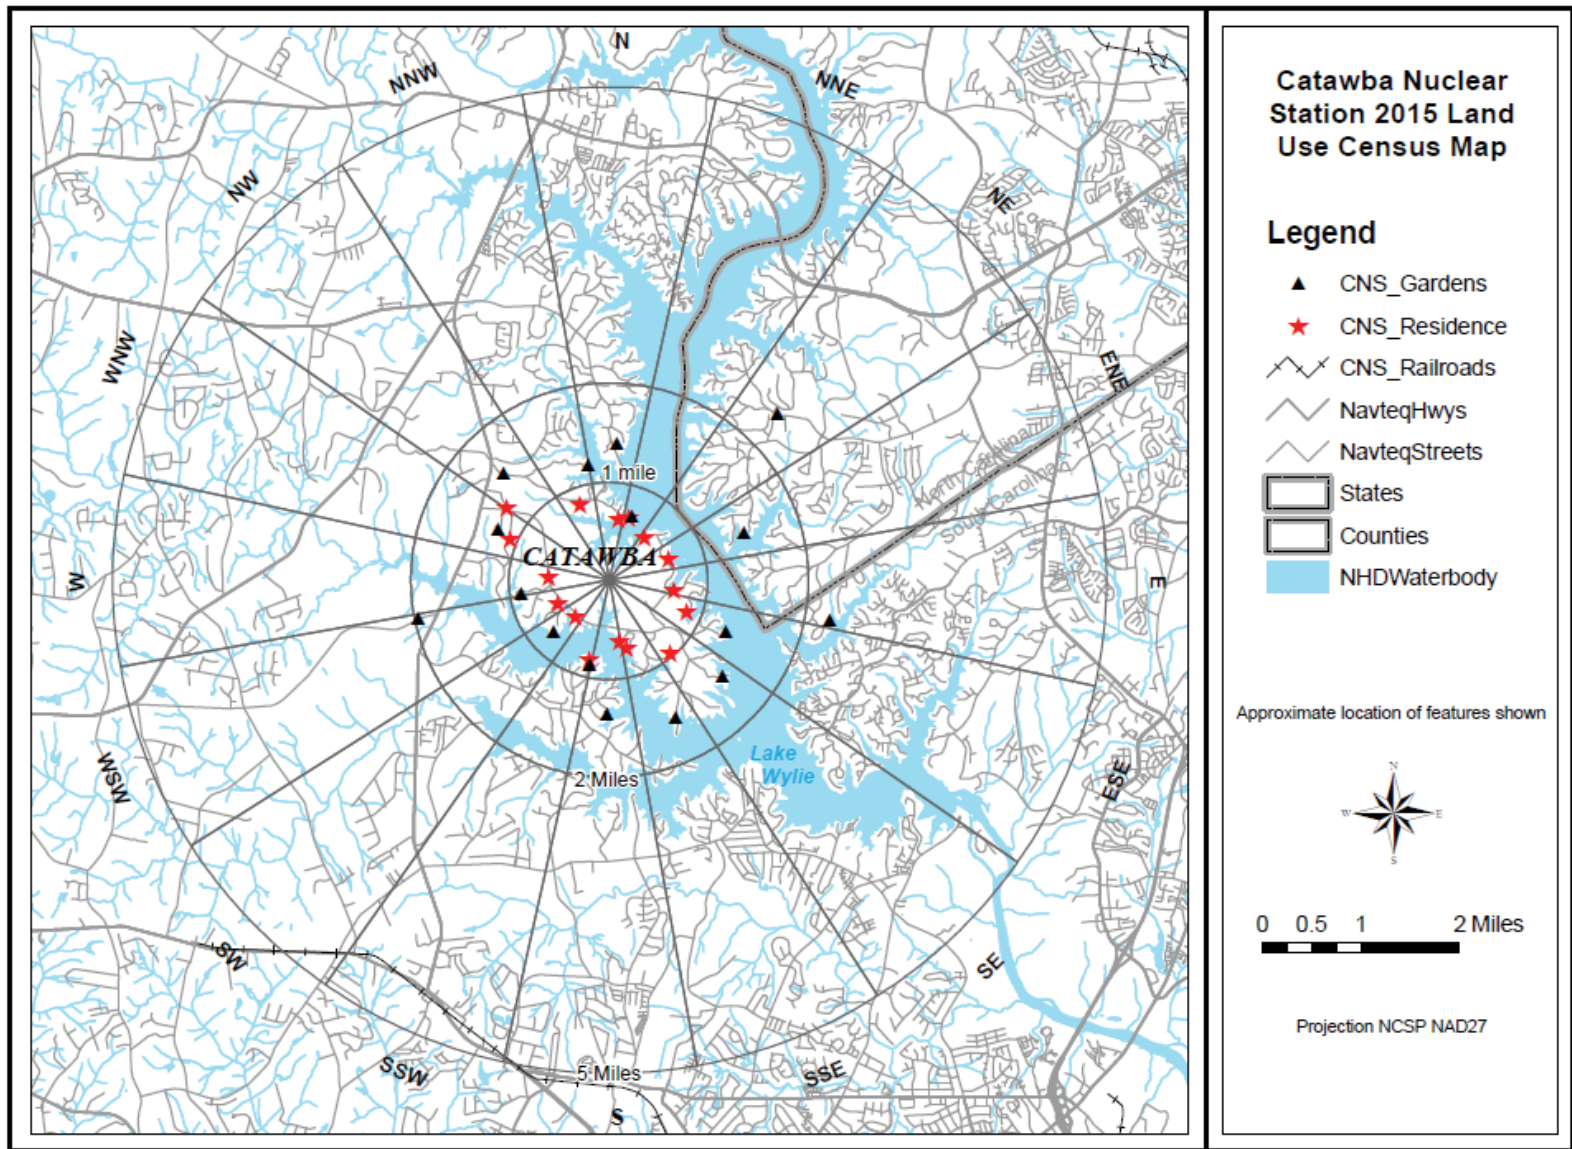 N
NNW
NNE
NW
NE
WNW
ENE
1 mile
North Carolina
South Carolina
CATAWBA
W
E
Lake
Wylie
2 Miles
WSW
ESE
SW
SE
SSW
5 Miles
SSE
S
Catawba Nuclear
Station 2015 Land
Use Census Map
Legend
CNS_Gardens
CNS_Residence
CNS_Railroads
NavteqHwys
NavteqStreets
States
Counties
NHDWaterbody
Approximate location of features shown
N
W E
S
0 0.5 1 2 Miles
Projection NCSP NAD27